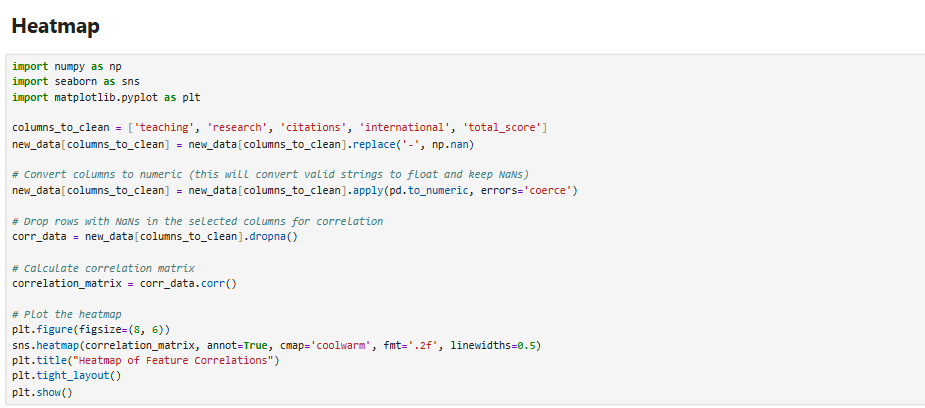 Heatmap
import numpy as np
import seaborn as sns
import matplotlib.pyplot as plt
columns_to_clean = ['teaching', 'research', 'citations', 'international', 'total_score']
new_data[columns_to_clean] = new_data[columns_to_clean].replace('-', np.nan)
# Convert columns to numeric (this will convert valid strings to float and keep NaNs)
new_data[columns_to_clean] = new_data[columns_to_clean].apply(pd.to_numeric, errors='coerce')
# Drop rows with NaNs in the selected columns for correlation
corr_data = new_data[columns_to_clean].dropna()
# Calculate correlation matrix
correlation_matrix = corr_data.corr()
# Plot the heatmap
plt.figure(figsize=(8, 6))
sns.heatmap(correlation_matrix, annot=True, cmap='coolwarm', fmt='.2f', linewidths=0.5)
plt.title("Heatmap of Feature Correlations")
plt.tight_layout()
plt.show()